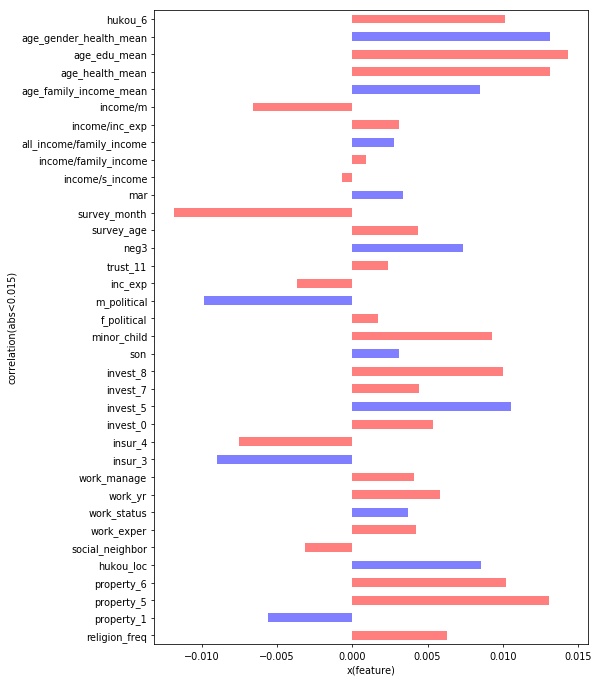 hukou_6
age_gender_health_mean
age_edu_mean
age_health_mean
age_family_income_mean
income/m
income/inc_exp
all_income/family_income
income/family_income
income/s_income
mar
survey_month
survey_age
neg3
trust_11
inc_exp
m_political
f_political
minor_child
son
invest_8
invest_7
invest_5
invest_0
insur_4
insur_3
work_manage
work_yr
work_status
work_exper
social_neighbor
hukou_loc
property_6
property_5
property_1
religion_freq
correlation(abs<0.015)
−0.010 −0.005 0.000 0.005 0.010 0.015
x(feature)